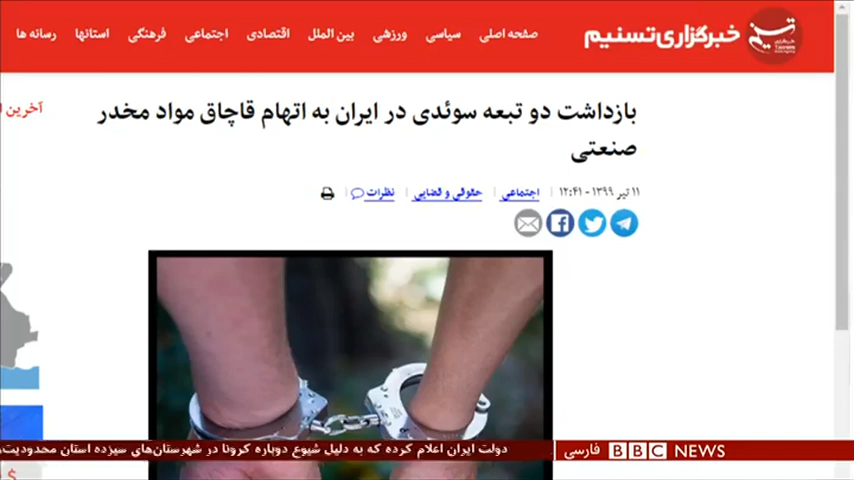 خبرگزاری تسنیم
تسنیم
صفحه اصلی سیاسی ورزشی بین الملل اقتصادی اجتماعی فرهنگی استانها رسانه ها
آخرین
بازداشت دو تبعه سوئدی در ایران به اتهام قاچاق مواد مخدر
صنعتی
۱۱ تیر ۱۳۹۹ - ۱۲:۴۱ | اجتماعی | حقوقی و قضایی | نظرات
دولت ایران اعلام کرده که به دلیل شیوع دوباره کرونا در شهرستان‌های سیزده استان محدودیت‌
BBC NEWS فارسی
$